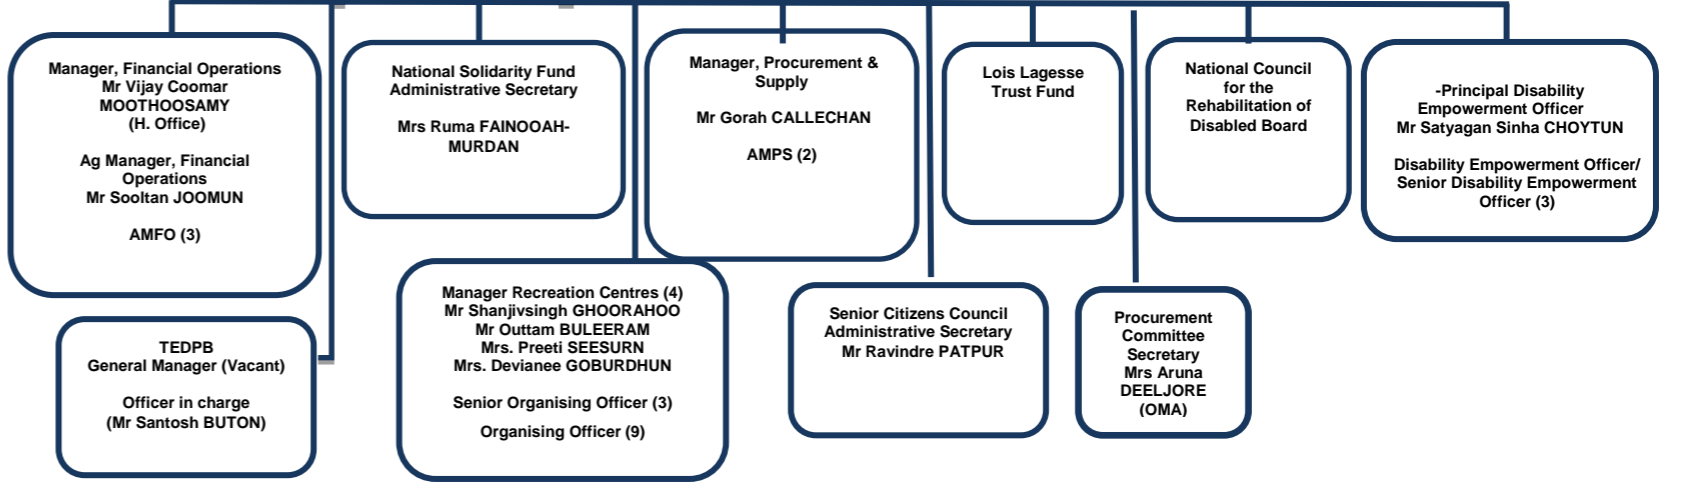 Manager, Financial Operations
Mr Vijay Coomar
MOOTHOOSAMY
(H. Office)
Ag Manager, Financial
Operations
Mr Sooltan JOOMUN
AMFO (3)
National Solidarity Fund
Administrative Secretary
Mrs Ruma FAINOOAH-
MURDAN
Manager, Procurement &
Supply
Mr Gorah CALLECHAN
AMPS (2)
Lois Lagesse
Trust Fund
National Council
for the
Rehabilitation of
Disabled Board
-Principal Disability
Empowerment Officer
Mr Satyagan Sinha CHOYTUN
Disability Empowerment Officer/
Senior Disability Empowerment
Officer (3)
TEDPB
General Manager (Vacant)
Officer in charge
(Mr Santosh BUTON)
Manager Recreation Centres (4)
Mr Shanjivsingh GHOORAHOO
Mr Outtam BULEERAM
Mrs. Preeti SEESURN
Mrs. Devianee GOBURDHUN
Senior Organising Officer (3)
Organising Officer (9)
Senior Citizens Council
Administrative Secretary
Mr Ravindre PATPUR
Procurement
Committee
Secretary
Mrs Aruna
DEELJORE
(OMA)